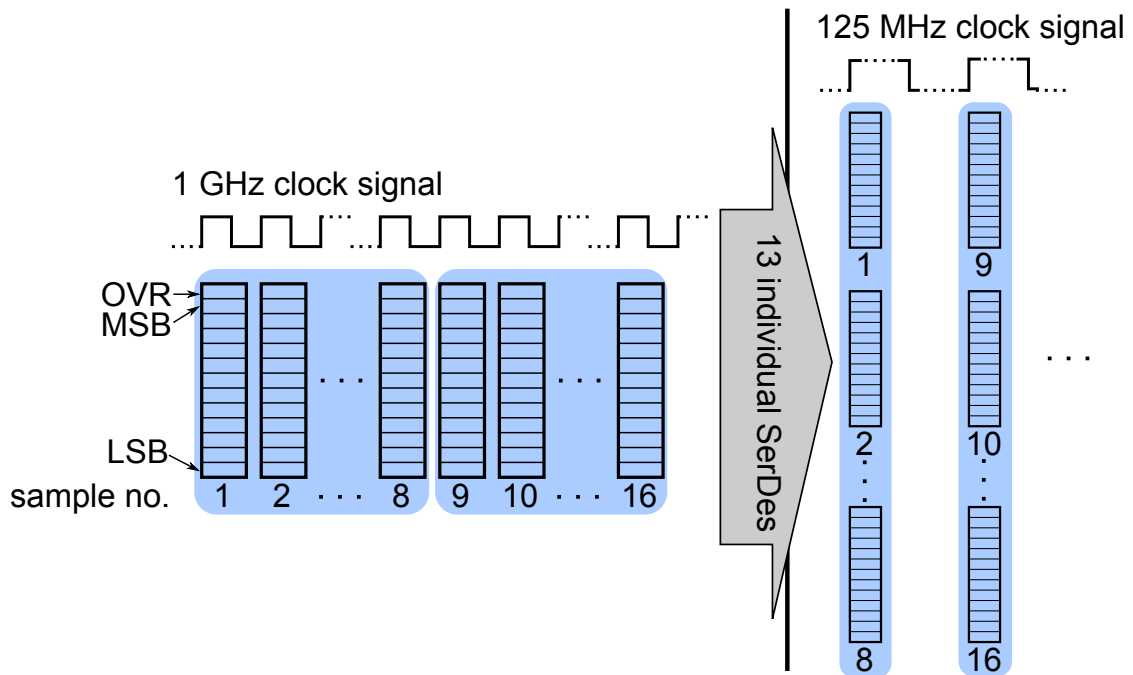 125 MHz clock signal
1 GHz clock signal
OVR
MSB
LSB
sample no. 1 2 . . . 8 9 10 . . . 16
13 individual SerDes
1 9
2 10
8 16